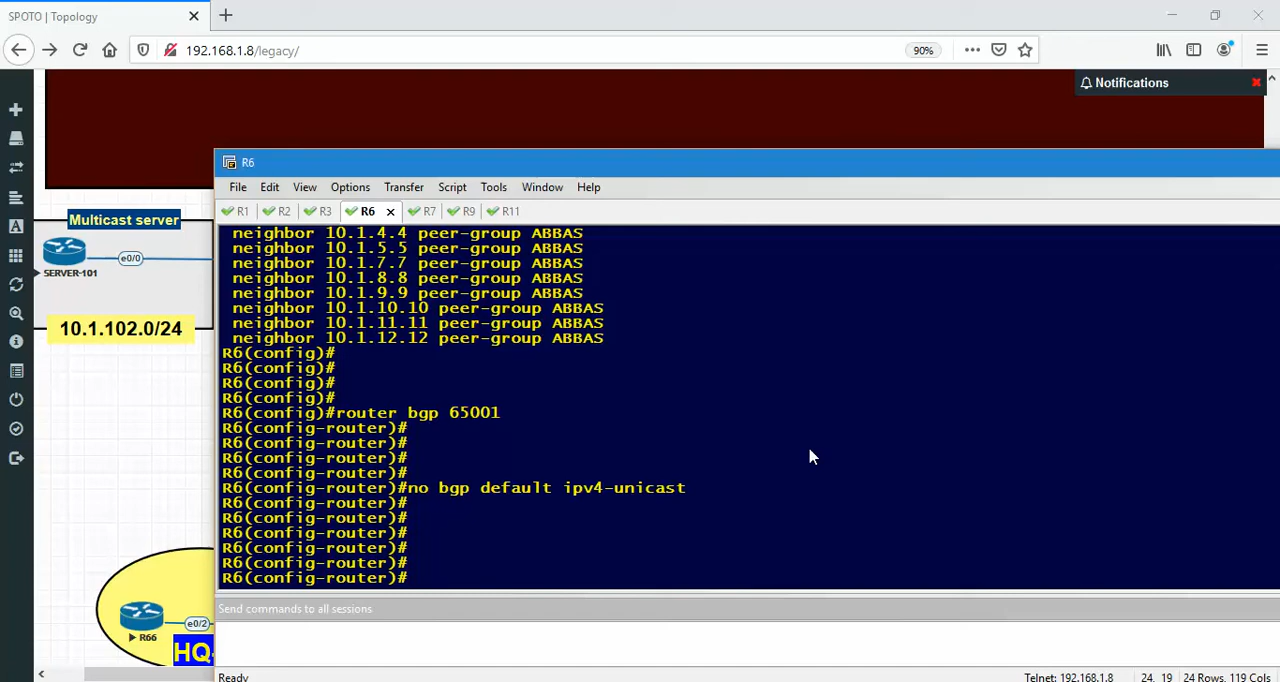 SPOTO | Topology
192.168.1.8/legacy/
90%
Notifications
Multicast server
e0/0
SERVER-101
10.1.102.0/24
R66
e0/2
HQ
R6
File Edit View Options Transfer Script Tools Window Help
R1 R2 R3 R6 R7 R9 R11
neighbor 10.1.4.4 peer-group ABBAS
neighbor 10.1.5.5 peer-group ABBAS
neighbor 10.1.7.7 peer-group ABBAS
neighbor 10.1.8.8 peer-group ABBAS
neighbor 10.1.9.9 peer-group ABBAS
neighbor 10.1.10.10 peer-group ABBAS
neighbor 10.1.11.11 peer-group ABBAS
neighbor 10.1.12.12 peer-group ABBAS
R6(config)#
R6(config)#
R6(config)#
R6(config)#
R6(config)#router bgp 65001
R6(config-router)#
R6(config-router)#
R6(config-router)#
R6(config-router)#
R6(config-router)#no bgp default ipv4-unicast
R6(config-router)#
R6(config-router)#
R6(config-router)#
R6(config-router)#
R6(config-router)#
R6(config-router)#
Send commands to all sessions
Ready
Telnet: 192.168.1.8 24, 19 24 Rows, 119 Cols